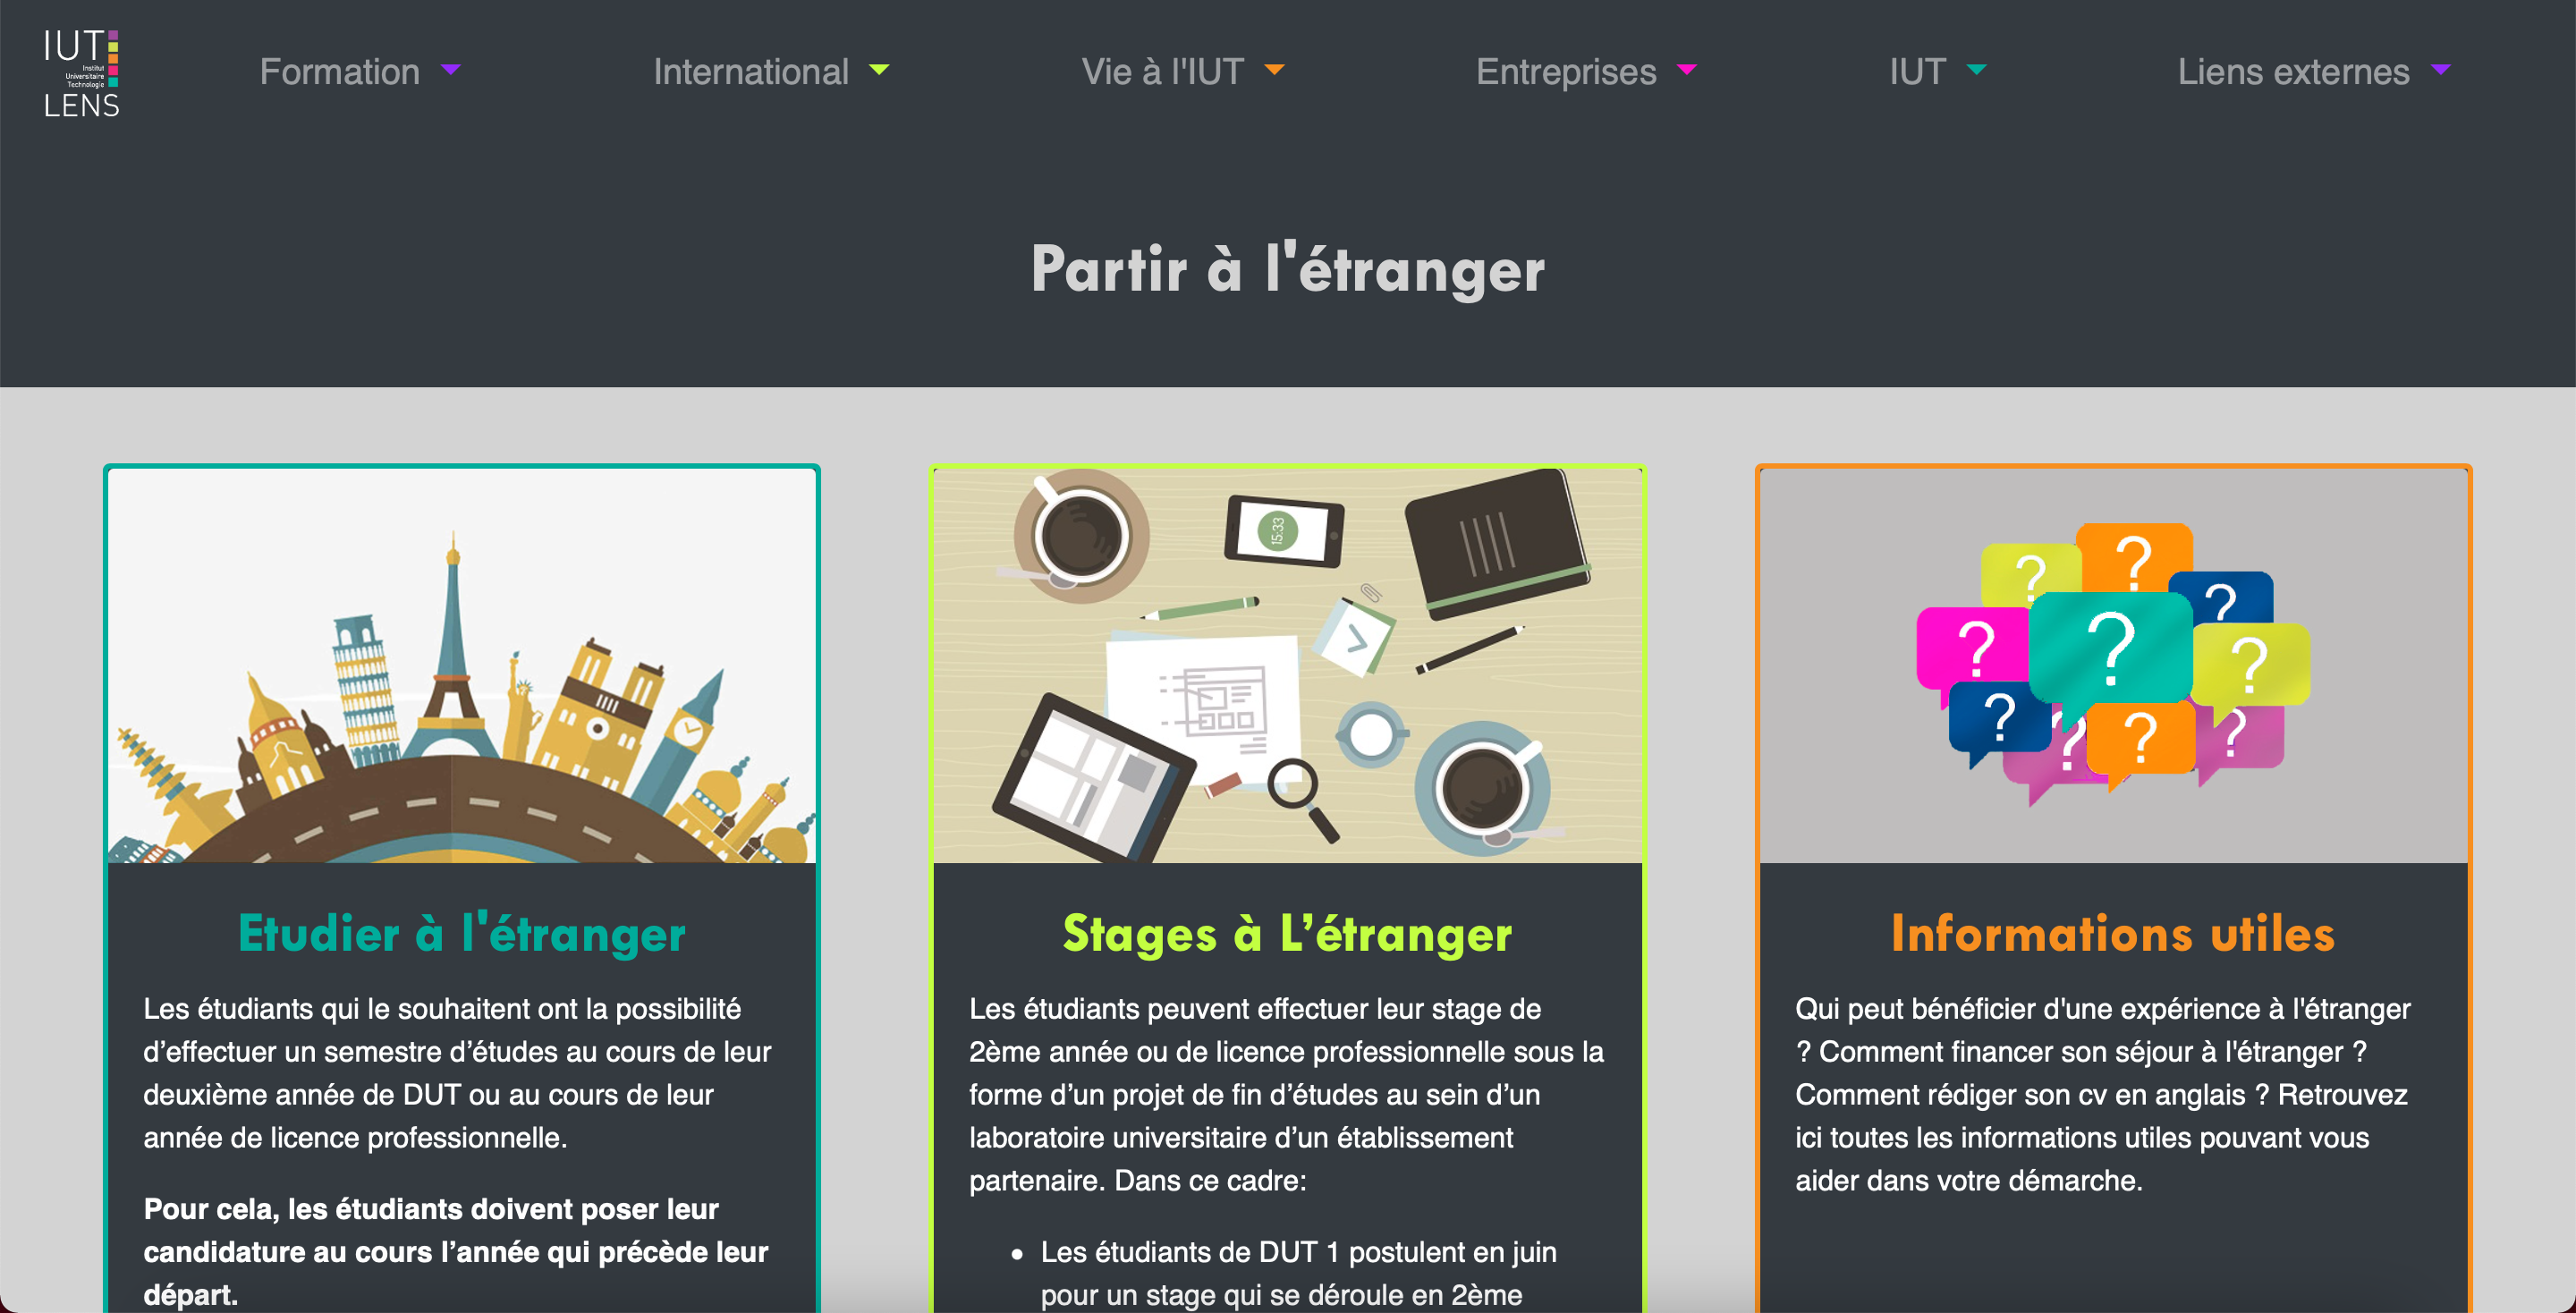 IUT
Institut
Universitaire
Technologie
LENS
Formation
International
Vie à l'IUT
Entreprises
IUT
Liens externes
Partir à l'étranger
15:33
? ? ? ? ? ? ? ? ? ?
Etudier à l'étranger
Les étudiants qui le souhaitent ont la possibilité
d’effectuer un semestre d’études au cours de leur
deuxième année de DUT ou au cours de leur
année de licence professionnelle.
Pour cela, les étudiants doivent poser leur
candidature au cours l’année qui précède leur
départ.
Stages à L’étranger
Les étudiants peuvent effectuer leur stage de
2ème année ou de licence professionnelle sous la
forme d’un projet de fin d’études au sein d’un
laboratoire universitaire d’un établissement
partenaire. Dans ce cadre:
• Les étudiants de DUT 1 postulent en juin
pour un stage qui se déroule en 2ème
Informations utiles
Qui peut bénéficier d'une expérience à l'étranger
? Comment financer son séjour à l'étranger ?
Comment rédiger son cv en anglais ? Retrouvez
ici toutes les informations utiles pouvant vous
aider dans votre démarche.